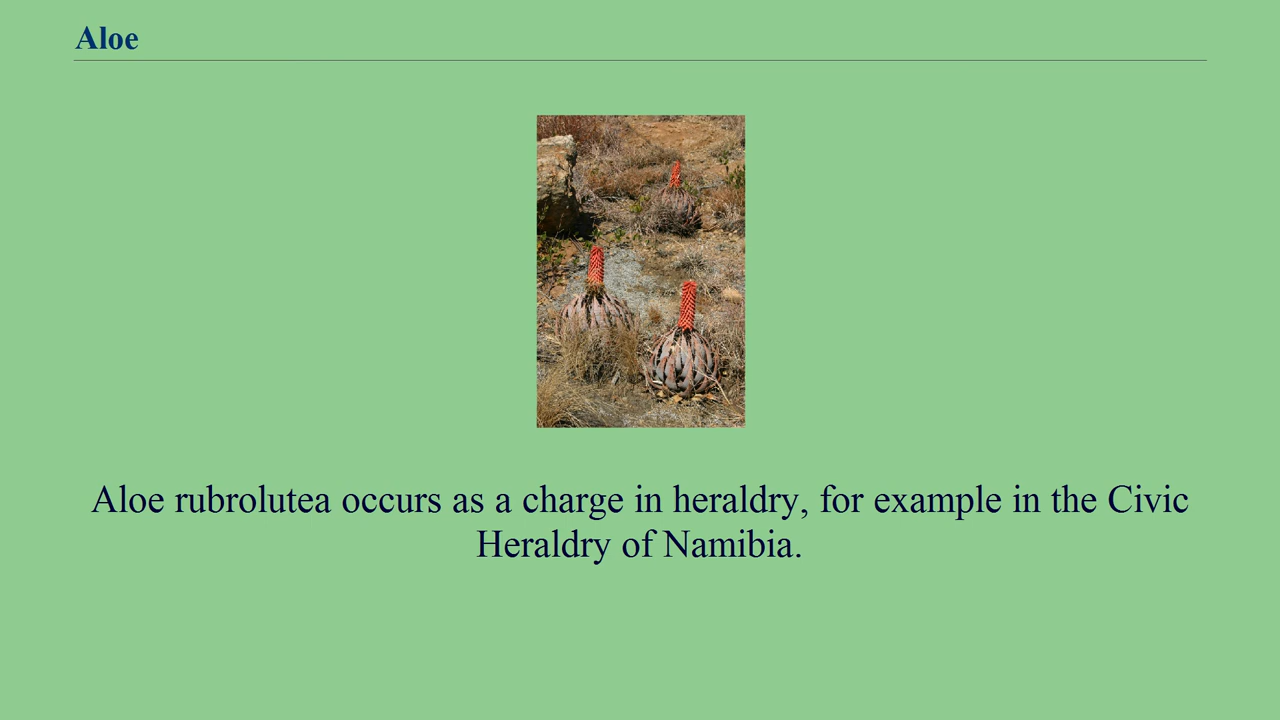 Aloe
Aloe rubrolutea occurs as a charge in heraldry, for example in the Civic
Heraldry of Namibia.